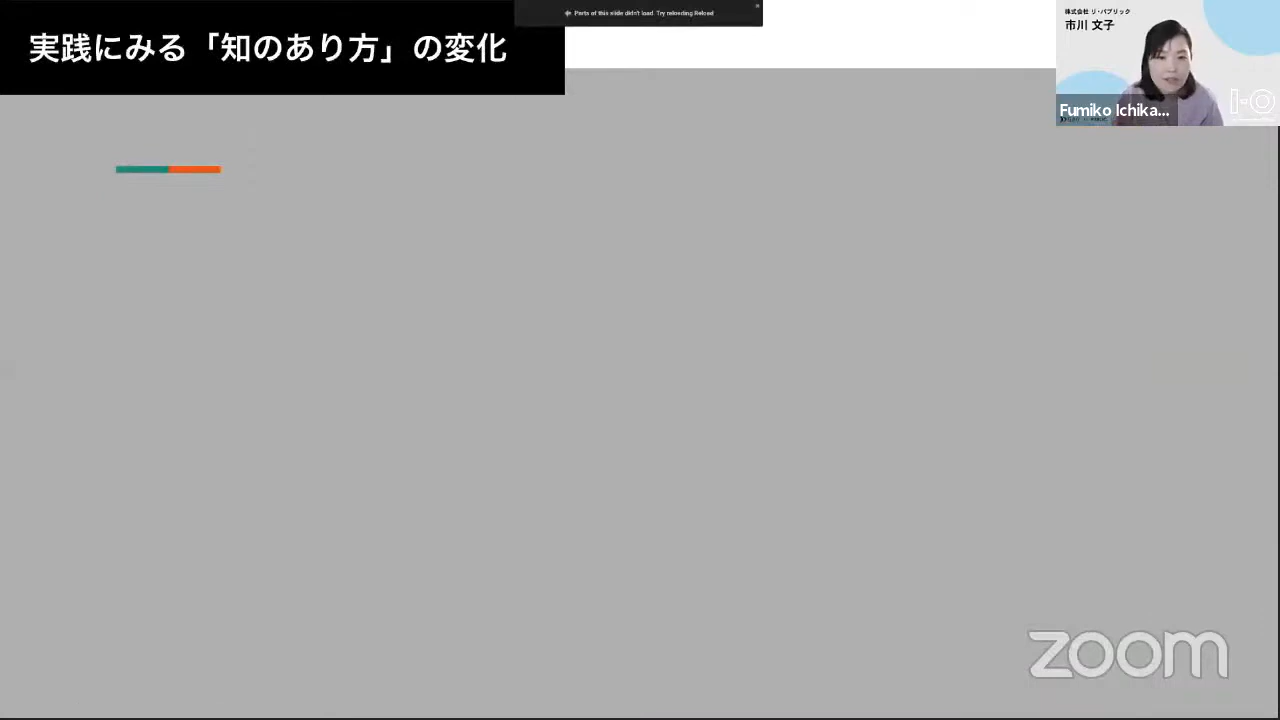 実践にみる「知のあり方」の変化
Parts of this slide didn't load. Try reloading Reload
株式会社 リ・パブリック
市川 文子
I-O
Fumiko Ichika...
zoom